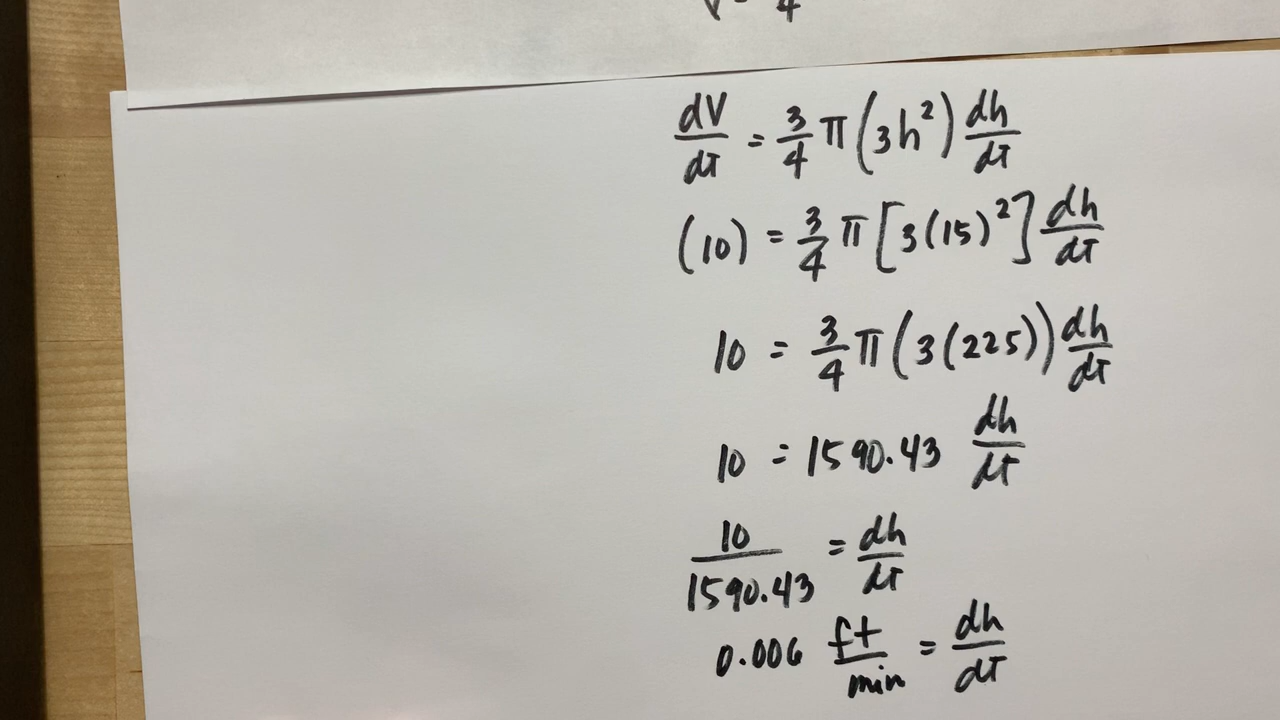 dV/dt = 3/4 π (3h²) dh/dt
(10) = 3/4 π [3(15)²] dh/dt
10 = 3/4 π (3(225)) dh/dt
10 = 1590.43 dh/dt
10/1590.43 = dh/dt
0.006 ft/min = dh/dt